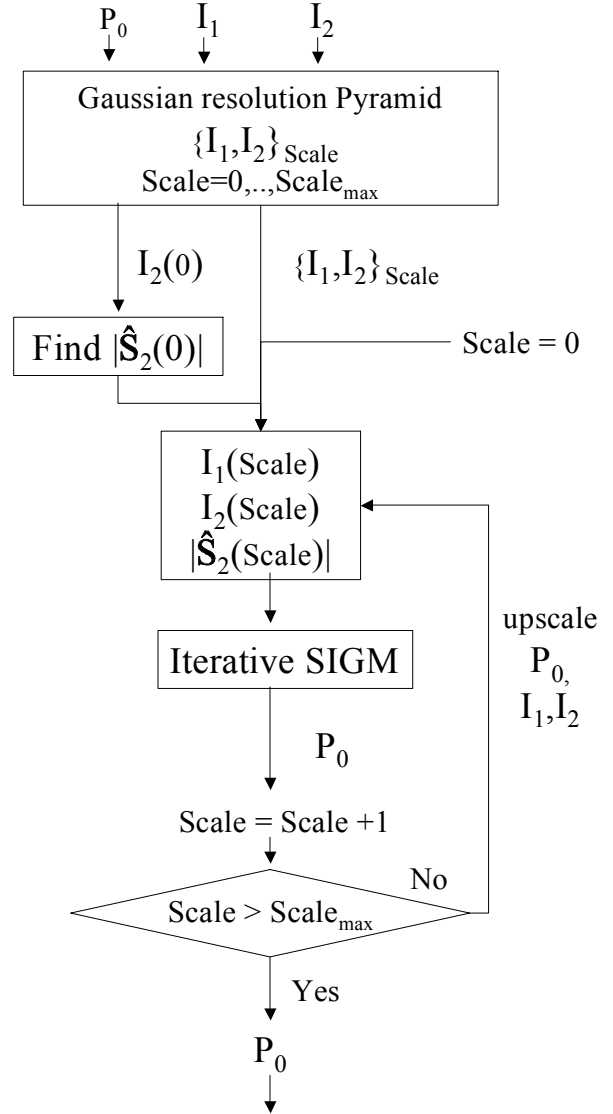 P₀ I₁ I₂
Gaussian resolution Pyramid
{I₁,I₂}Scale
Scale=0,..,Scalemax
I₂(0)
{I₁,I₂}Scale
Find |Ŝ₂(0)|
Scale = 0
I₁(Scale)
I₂(Scale)
|Ŝ₂(Scale)|
Iterative SIGM
upscale
P₀,
I₁,I₂
P₀
Scale = Scale +1
No
Scale > Scalemax
Yes
P₀